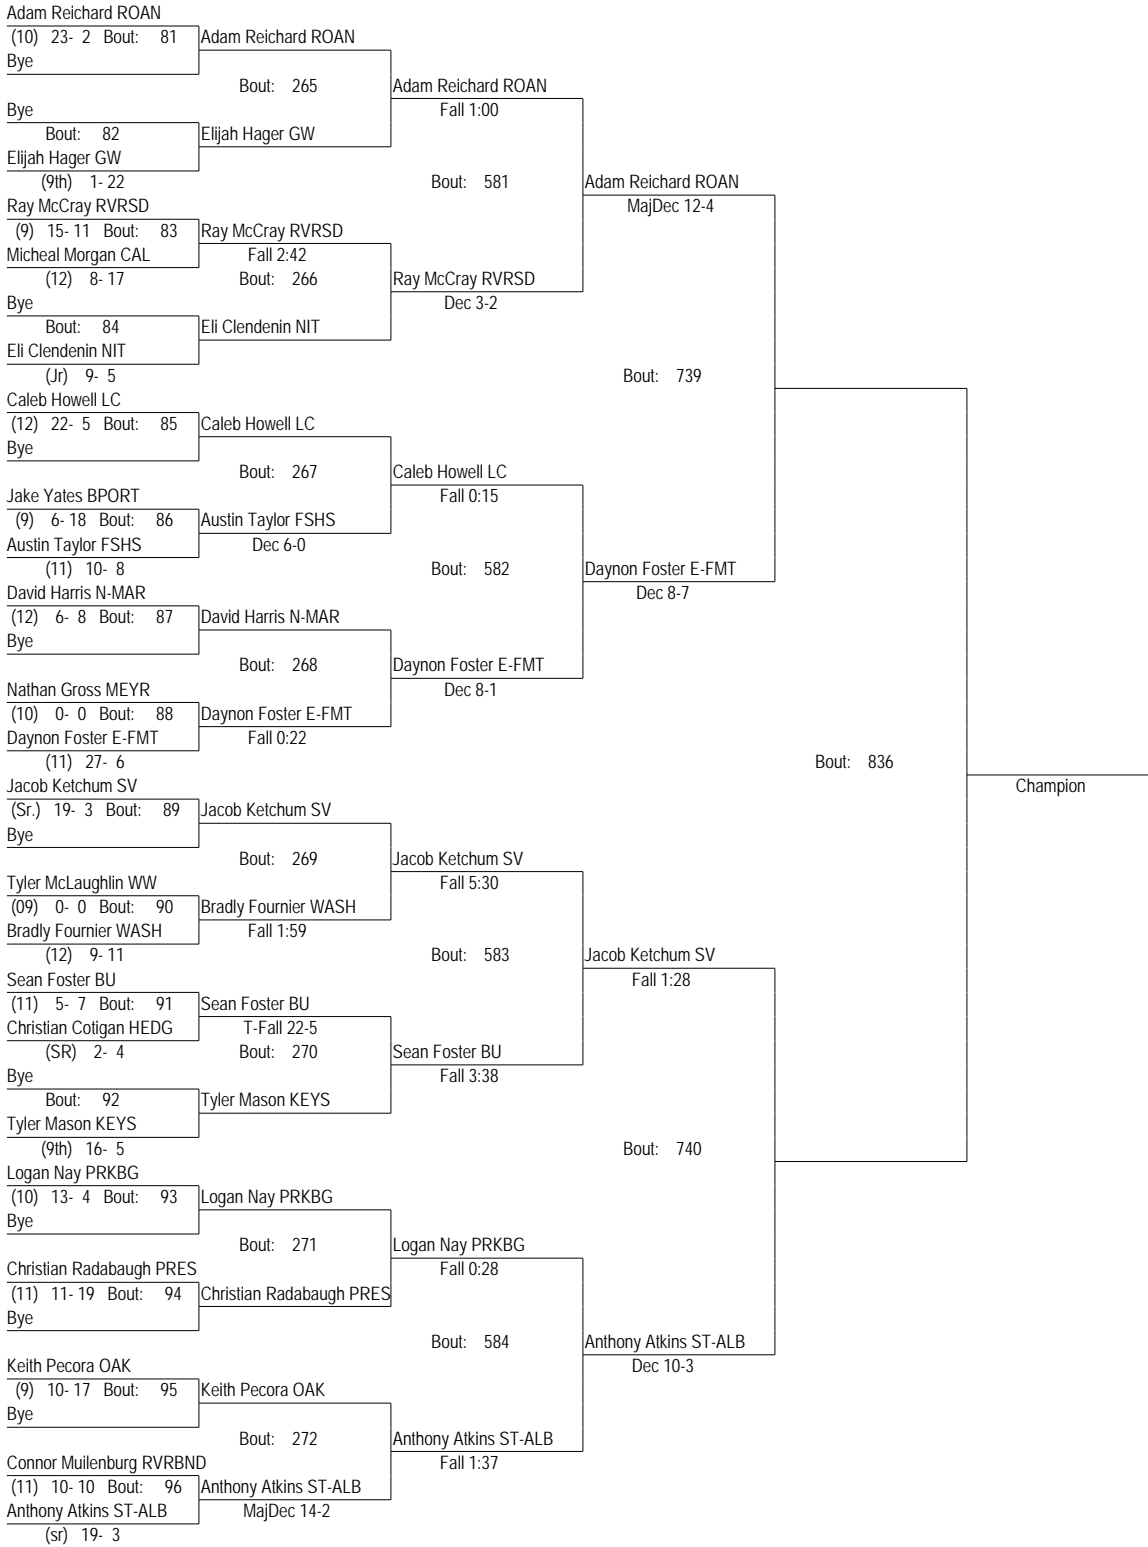 Adam Reichard ROAN
(10) 23- 2 Bout: 81 Adam Reichard ROAN
Bye
Bout: 265 Adam Reichard ROAN
Bye Fall 1:00
Bout: 82 Elijah Hager GW
Elijah Hager GW
(9th) 1- 22 Bout: 581 Adam Reichard ROAN
Ray McCray RVRSD MajDec 12-4
(9) 15- 11 Bout: 83 Ray McCray RVRSD
Micheal Morgan CAL Fall 2:42
(12) 8- 17 Bout: 266 Ray McCray RVRSD
Bye Dec 3-2
Bout: 84 Eli Clendenin NIT
Eli Clendenin NIT
(Jr) 9- 5 Bout: 739
Caleb Howell LC
(12) 22- 5 Bout: 85 Caleb Howell LC
Bye
Bout: 267 Caleb Howell LC
Jake Yates BPORT Fall 0:15
(9) 6- 18 Bout: 86 Austin Taylor FSHS
Austin Taylor FSHS Dec 6-0
(11) 10- 8 Bout: 582 Daynon Foster E-FMT
David Harris N-MAR Dec 8-7
(12) 6- 8 Bout: 87 David Harris N-MAR
Bye
Bout: 268 Daynon Foster E-FMT
Nathan Gross MEYR Dec 8-1
(10) 0- 0 Bout: 88 Daynon Foster E-FMT
Daynon Foster E-FMT Fall 0:22
(11) 27- 6 Bout: 836
Jacob Ketchum SV Champion
(Sr.) 19- 3 Bout: 89 Jacob Ketchum SV
Bye
Bout: 269 Jacob Ketchum SV
Tyler McLaughlin WW Fall 5:30
(09) 0- 0 Bout: 90 Bradly Fournier WASH
Bradly Fournier WASH Fall 1:59
(12) 9- 11 Bout: 583 Jacob Ketchum SV
Sean Foster BU Fall 1:28
(11) 5- 7 Bout: 91 Sean Foster BU
Christian Cotigan HEDG T-Fall 22-5
(SR) 2- 4 Bout: 270 Sean Foster BU
Bye Fall 3:38
Bout: 92 Tyler Mason KEYS
Tyler Mason KEYS
(9th) 16- 5 Bout: 740
Logan Nay PRKBG
(10) 13- 4 Bout: 93 Logan Nay PRKBG
Bye
Bout: 271 Logan Nay PRKBG
Christian Radabaugh PRES Fall 0:28
(11) 11- 19 Bout: 94 Christian Radabaugh PRES
Bye
Bout: 584 Anthony Atkins ST-ALB
Keith Pecora OAK Dec 10-3
(9) 10- 17 Bout: 95 Keith Pecora OAK
Bye
Bout: 272 Anthony Atkins ST-ALB
Connor Muilenburg RVRBND Fall 1:37
(11) 10- 10 Bout: 96 Anthony Atkins ST-ALB
Anthony Atkins ST-ALB MajDec 14-2
(sr) 19- 3